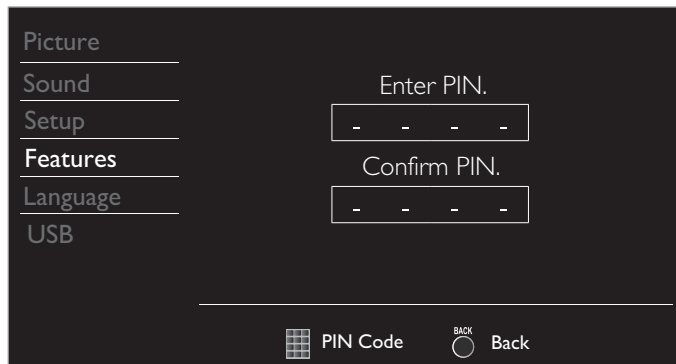 Picture
Sound
Setup
Features
Language
USB
Enter PIN.
- - - -
Confirm PIN.
- - - -
PIN Code
BACK
Back